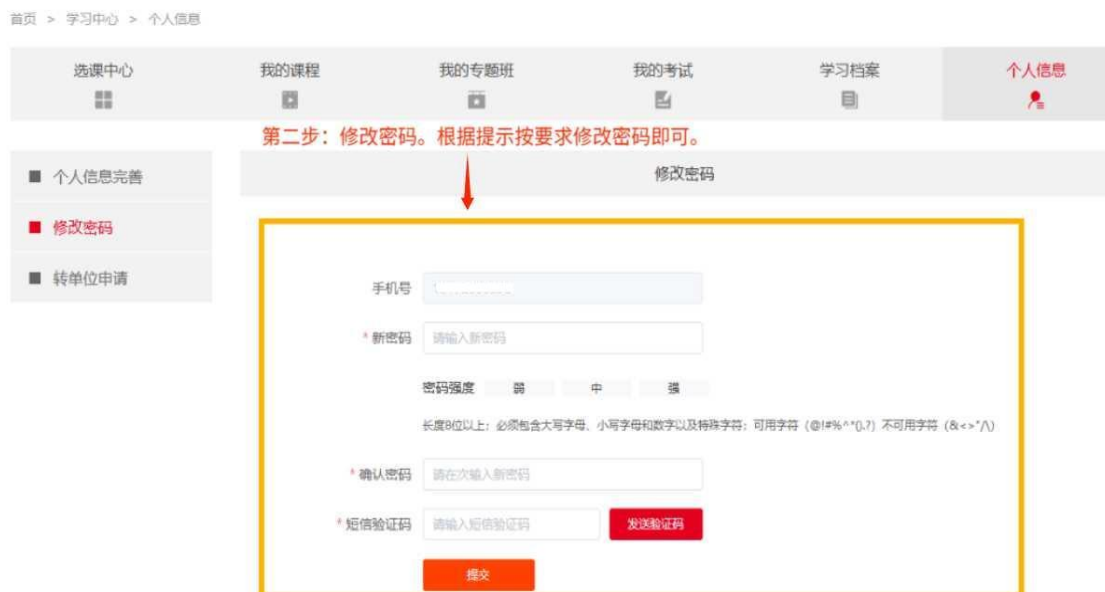 首页 > 学习中心 > 个人信息
选课中心 我的课程 我的专题班 我的考试 学习档案 个人信息
第二步：修改密码。根据提示按要求修改密码即可。
个人信息完善
修改密码
修改密码
转单位申请
手机号
* 新密码 请输入新密码
密码强度 弱 中 强
长度8位以上；必须包含大写字母、小写字母和数字以及特殊字符；可用字符（@!#%^*().?）不可用字符（&<>"/\）
* 确认密码 请在次输入新密码
* 短信验证码 请输入短信验证码 发送验证码
提交